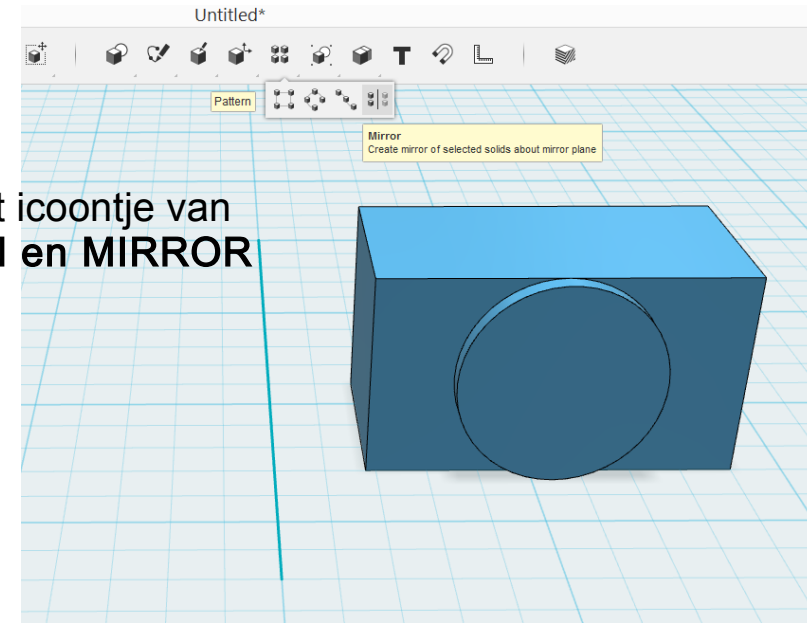 Untitled*
T
Pattern
Mirror
Create mirror of selected solids about mirror plane
icoontje van
en MIRROR